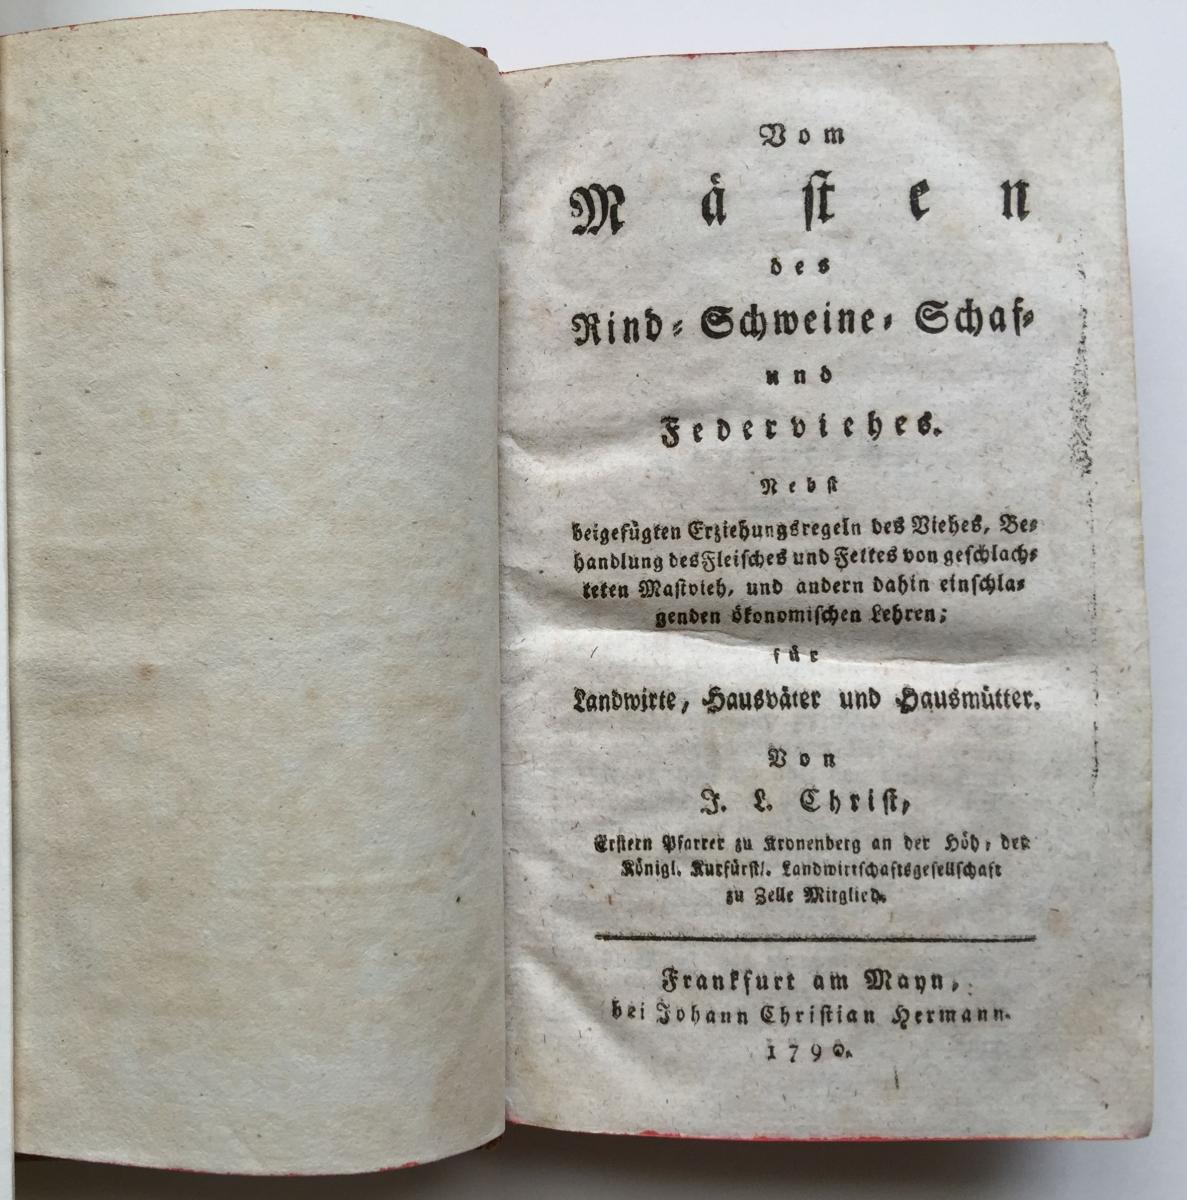 Vom
Mäſten
des
Rind- Schweine- Schaf-
und
Federviehes.
Nebſt
beigefügten Erziehungsregeln des Viehes, Be-
handlung des Fleiſches und Fettes von geſchlach-
teten Maſtvieh, und andern dahin einſchla-
genden ökonomiſchen Lehren;
für
Landwirte, Hausväter und Hausmütter.
Von
J. L. Chriſt,
Erſtern Pfarrer zu Kronenberg an der Höh, der
Königl. Kurfürſtl. Landwirtſchaftsgeſellſchaft
zu Zelle Mitglied.
Frankfurt am Mayn,
bei Johann Chriſtian Hermann.
1790.